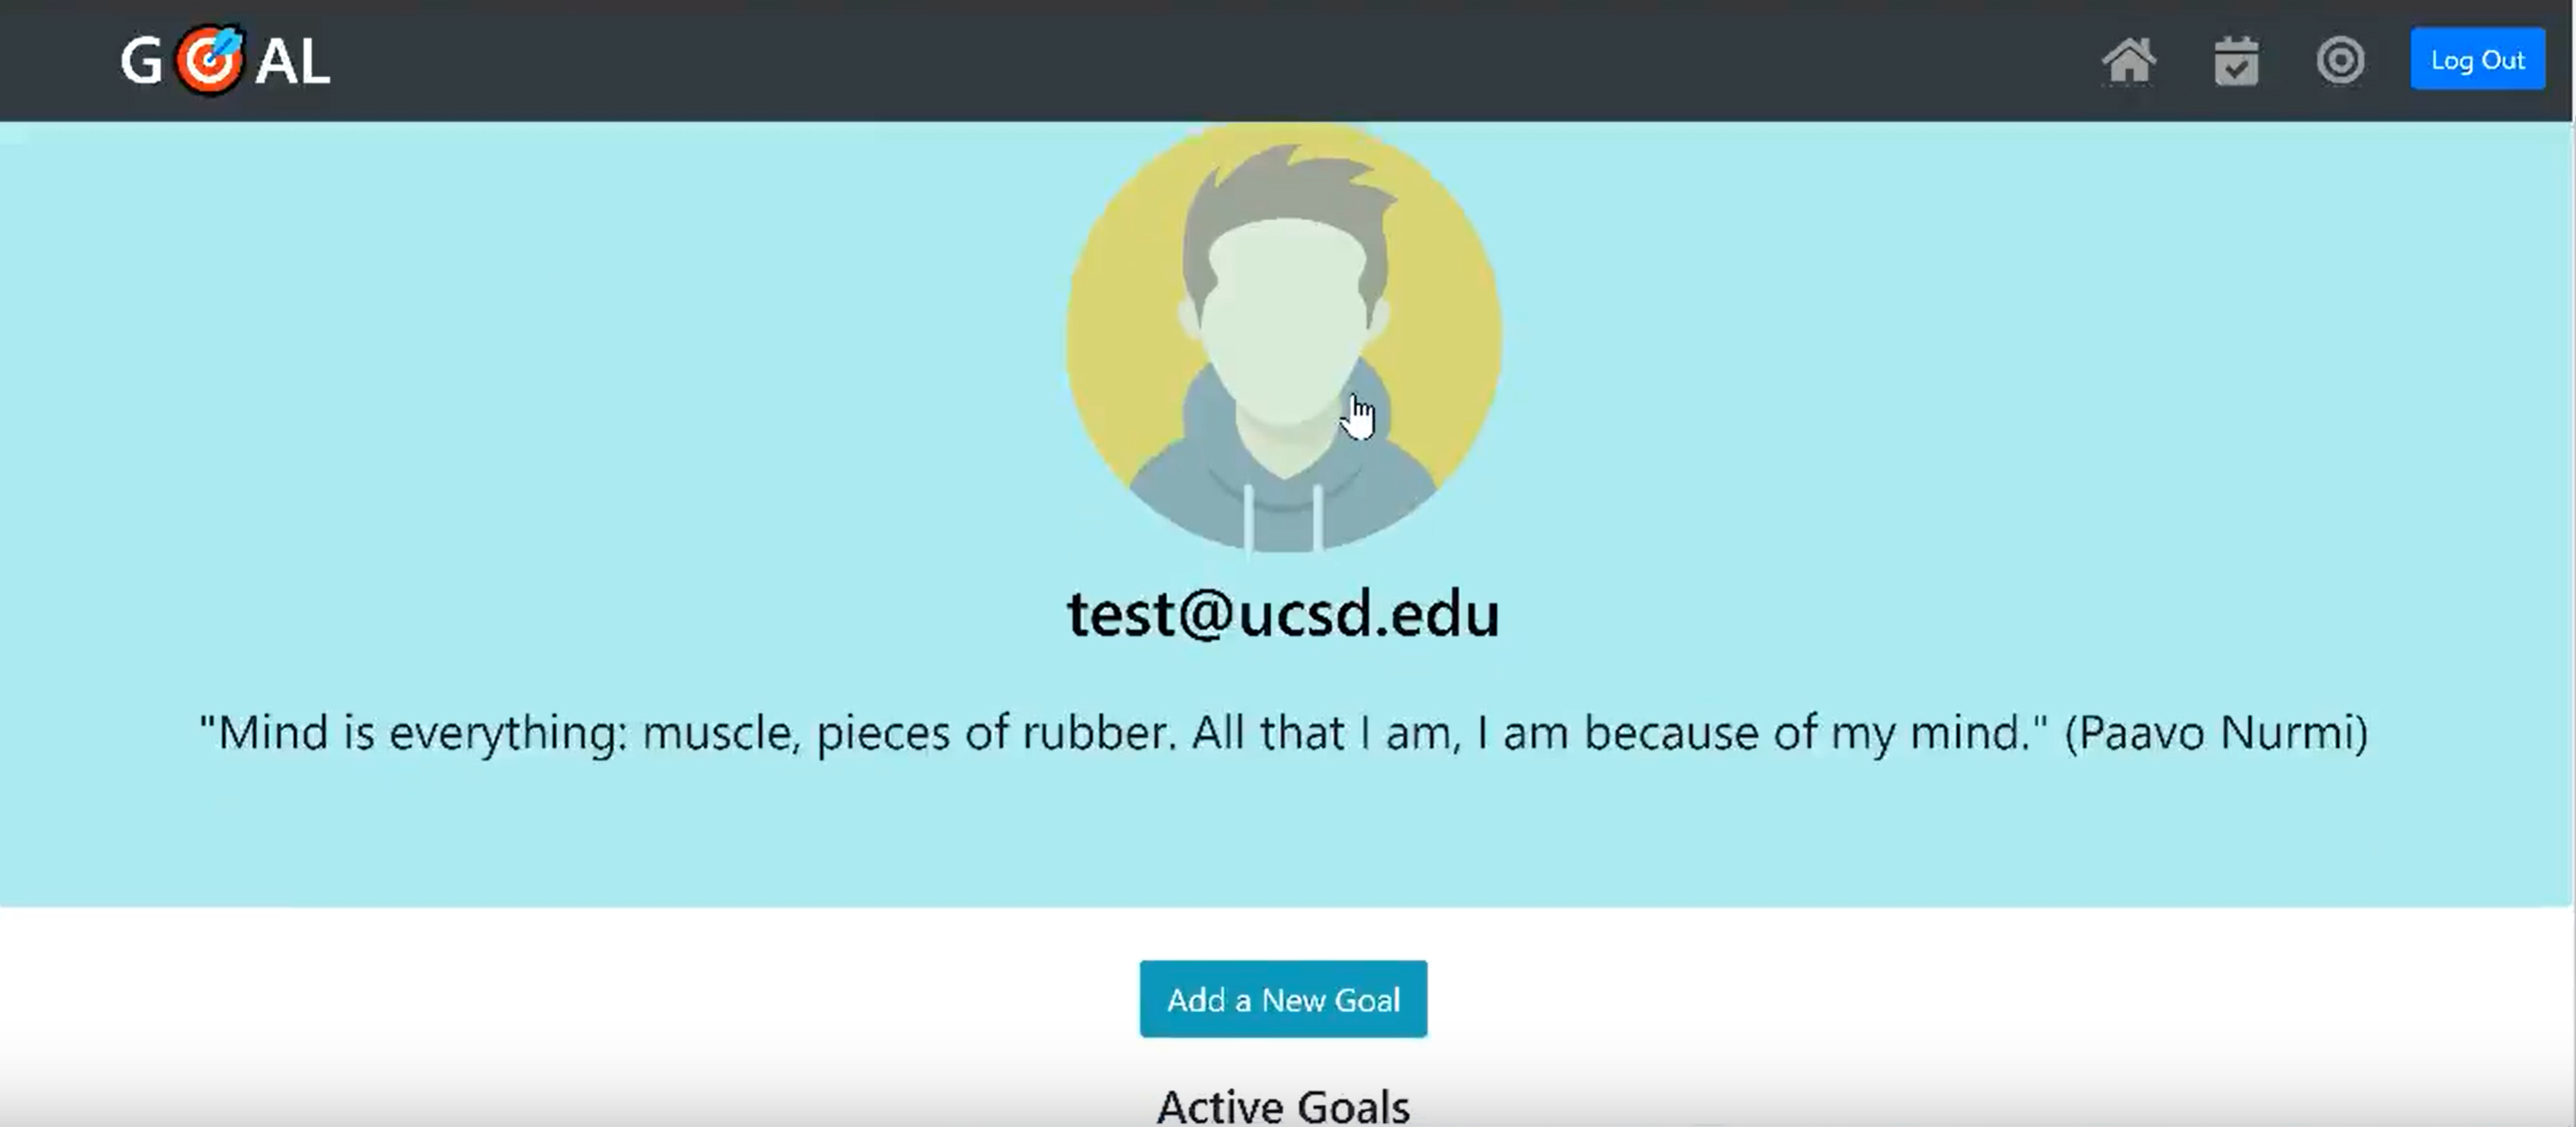 G AL
Log Out
test@ucsd.edu
"Mind is everything: muscle, pieces of rubber. All that I am, I am because of my mind." (Paavo Nurmi)
Add a New Goal
Active Goals